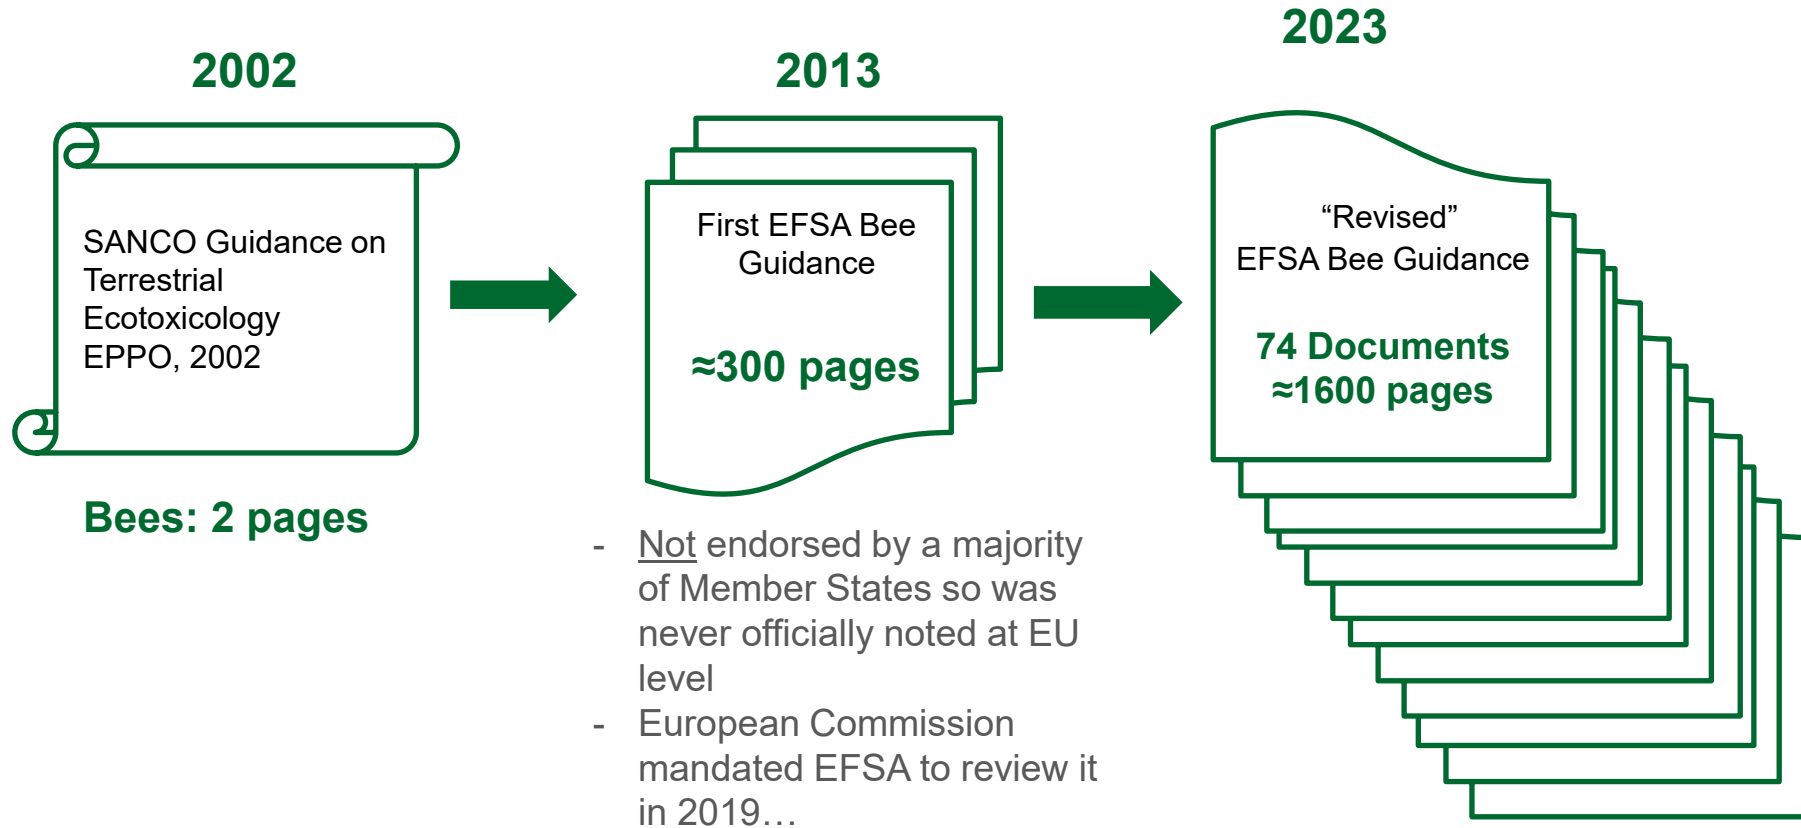 2002
SANCO Guidance on
Terrestrial
Ecotoxicology
EPPO, 2002
Bees: 2 pages
2013
First EFSA Bee
Guidance
≈300 pages
- Not endorsed by a majority
of Member States so was
never officially noted at EU
level
- European Commission
mandated EFSA to review it
in 2019…
2023
“Revised”
EFSA Bee Guidance
74 Documents
≈1600 pages